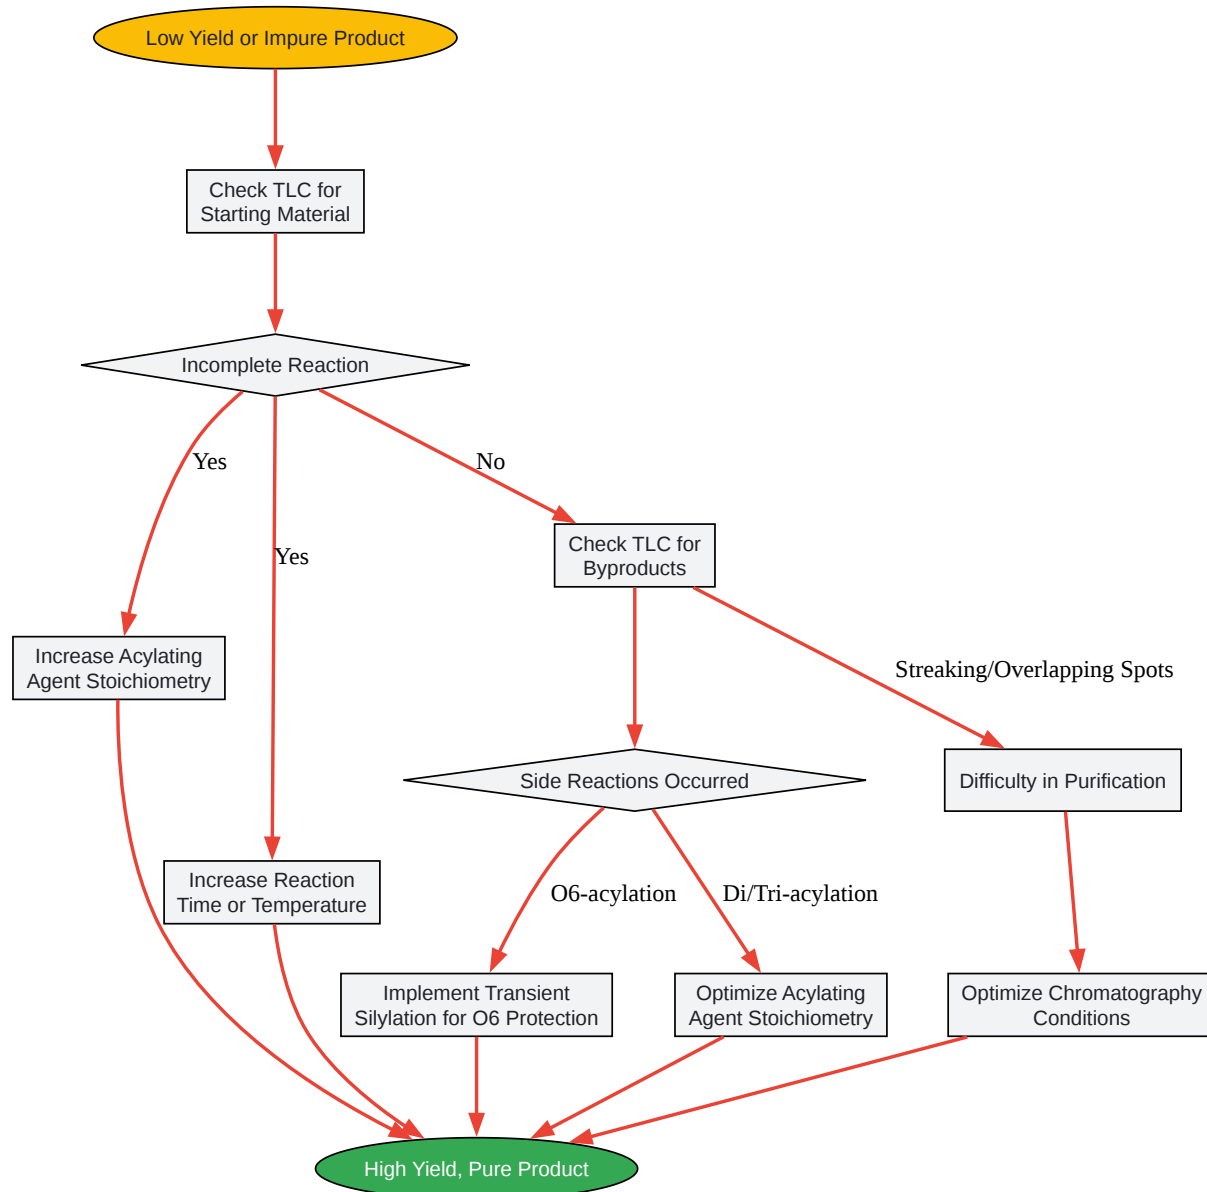 Low Yield or Impure Product
Check TLC for
Starting Material
Incomplete Reaction
Yes
No
Yes
Check TLC for
Byproducts
Increase Acylating
Agent Stoichiometry
Streaking/Overlapping Spots
Side Reactions Occurred
Difficulty in Purification
Increase Reaction
Time or Temperature
O6-acylation
Di/Tri-acylation
Implement Transient
Silylation for O6 Protection
Optimize Acylating
Agent Stoichiometry
Optimize Chromatography
Conditions
High Yield, Pure Product